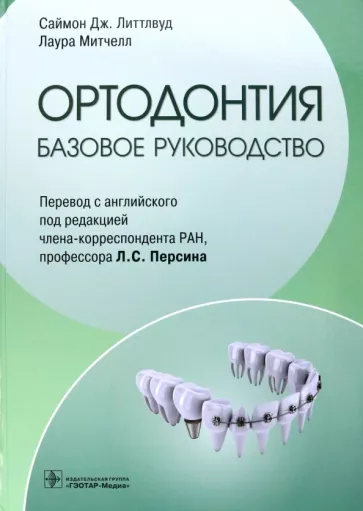 Саймон Дж. Литтлвуд
Лаура Митчелл
ОРТОДОНТИЯ
БАЗОВОЕ РУКОВОДСТВО
Перевод с английского
под редакцией
члена-корреспондента РАН,
профессора Л.С. Персина
ИЗДАТЕЛЬСКАЯ ГРУППА
«ГЭОТАР-Медиа»